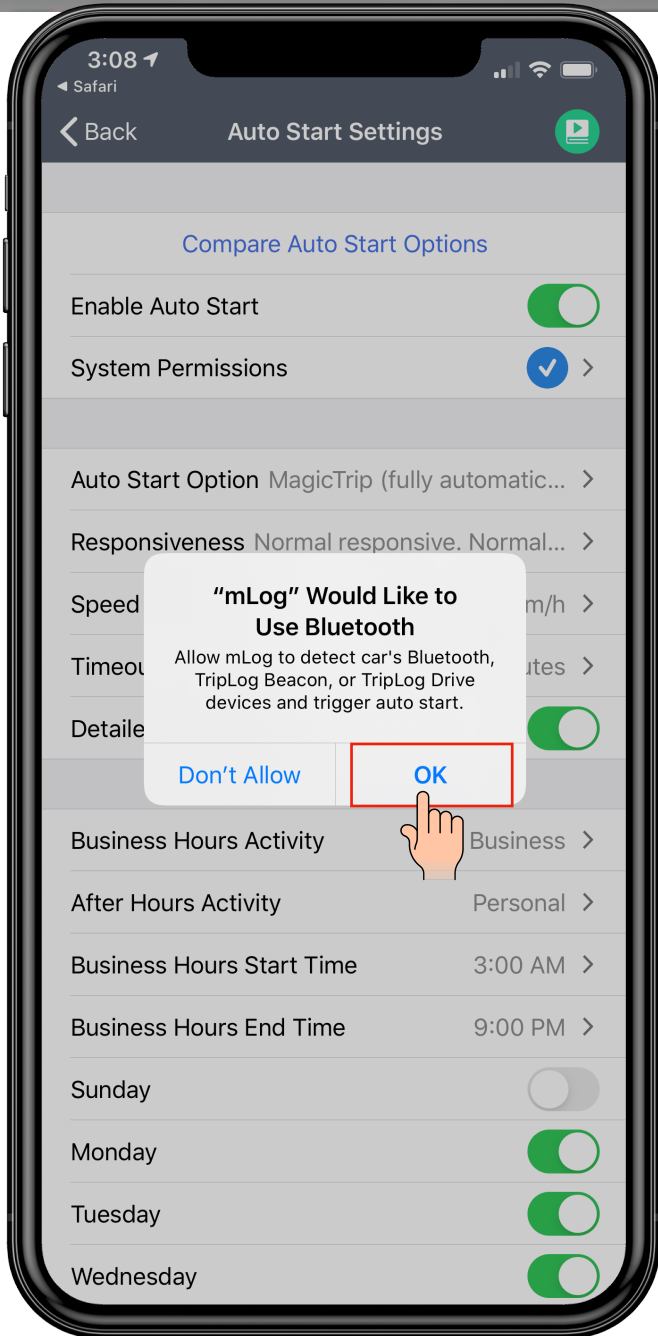 3:08
Safari
Back
Auto Start Settings
Compare Auto Start Options
Enable Auto Start
System Permissions
Auto Start Option MagicTrip (fully automatic...
Responsiveness Normal responsive. Normal...
Speed m/h
“mLog” Would Like to
Use Bluetooth
Allow mLog to detect car's Bluetooth,
TripLog Beacon, or TripLog Drive
devices and trigger auto start.
Don’t Allow
OK
Business Hours Activity Business
After Hours Activity Personal
Business Hours Start Time 3:00 AM
Business Hours End Time 9:00 PM
Sunday
Monday
Tuesday
Wednesday